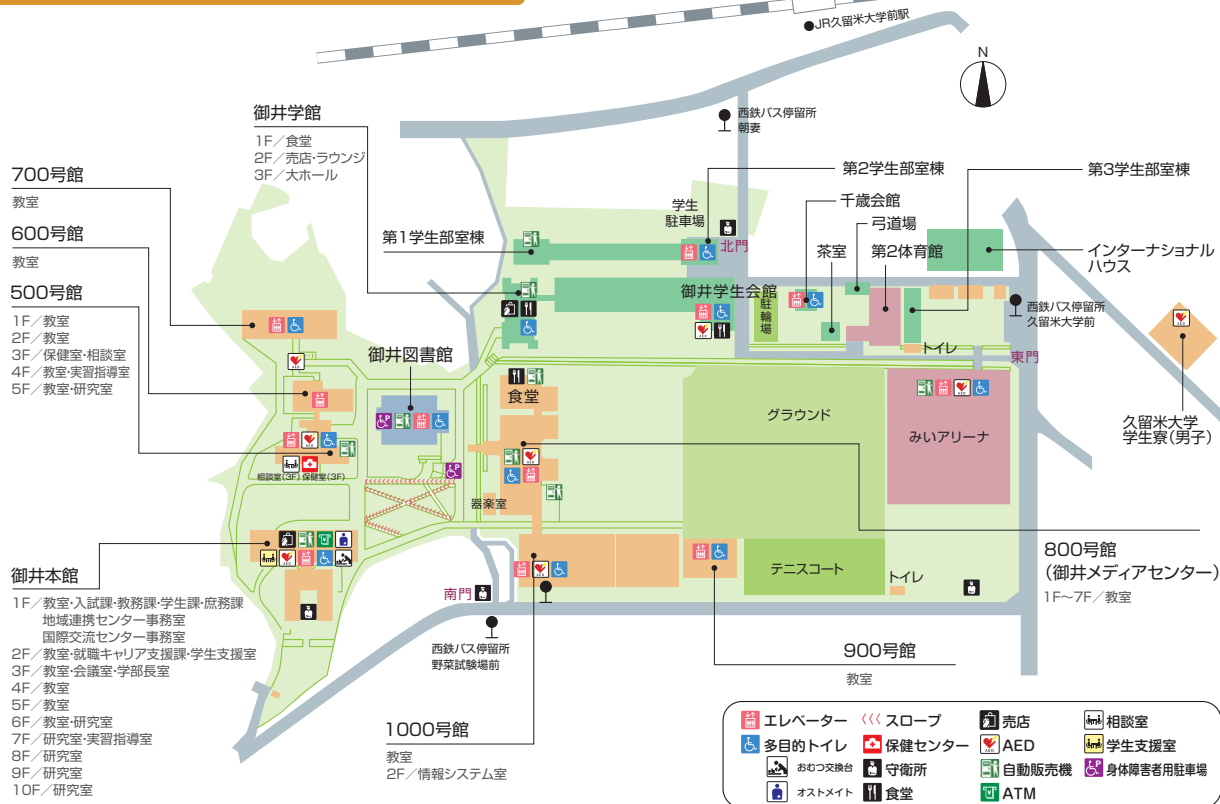 JR久留米大学前駅
N
西鉄バス停留所
朝妻
御井学館
1F/食堂
2F/売店・ラウンジ
3F/大ホール
700号館
教室
600号館
教室
500号館
1F/教室
2F/教室
3F/保健室・相談室
4F/教室・実習指導室
5F/教室・研究室
第1学生部室棟
学生
駐車場
北門
第2学生部室棟
千歳会館
弓道場
茶室
第2体育館
第3学生部室棟
インターナショナル
ハウス
御井学生会館
駐輪場
西鉄バス停留所
久留米大学前
トイレ
東門
AED
久留米大学
学生寮(男子)
御井図書館
食堂
グラウンド
みいアリーナ
相談室(3F) 保健室(3F)
器楽室
御井本館
1F/教室・入試課・教務課・学生課・庶務課
地域連携センター事務室
国際交流センター事務室
2F/教室・就職キャリア支援課・学生支援室
3F/教室・会議室・学部長室
4F/教室
5F/教室
6F/教室・研究室
7F/研究室・実習指導室
8F/研究室
9F/研究室
10F/研究室
南門
西鉄バス停留所
野菜試験場前
テニスコート
トイレ
800号館
(御井メディアセンター)
1F~7F/教室
900号館
教室
1000号館
教室
2F/情報システム室
エレベーター
スロープ
売店
相談室
多目的トイレ
保健センター
AED
学生支援室
おむつ交換台
守衛所
自動販売機
身体障害者用駐車場
オストメイト
食堂
ATM